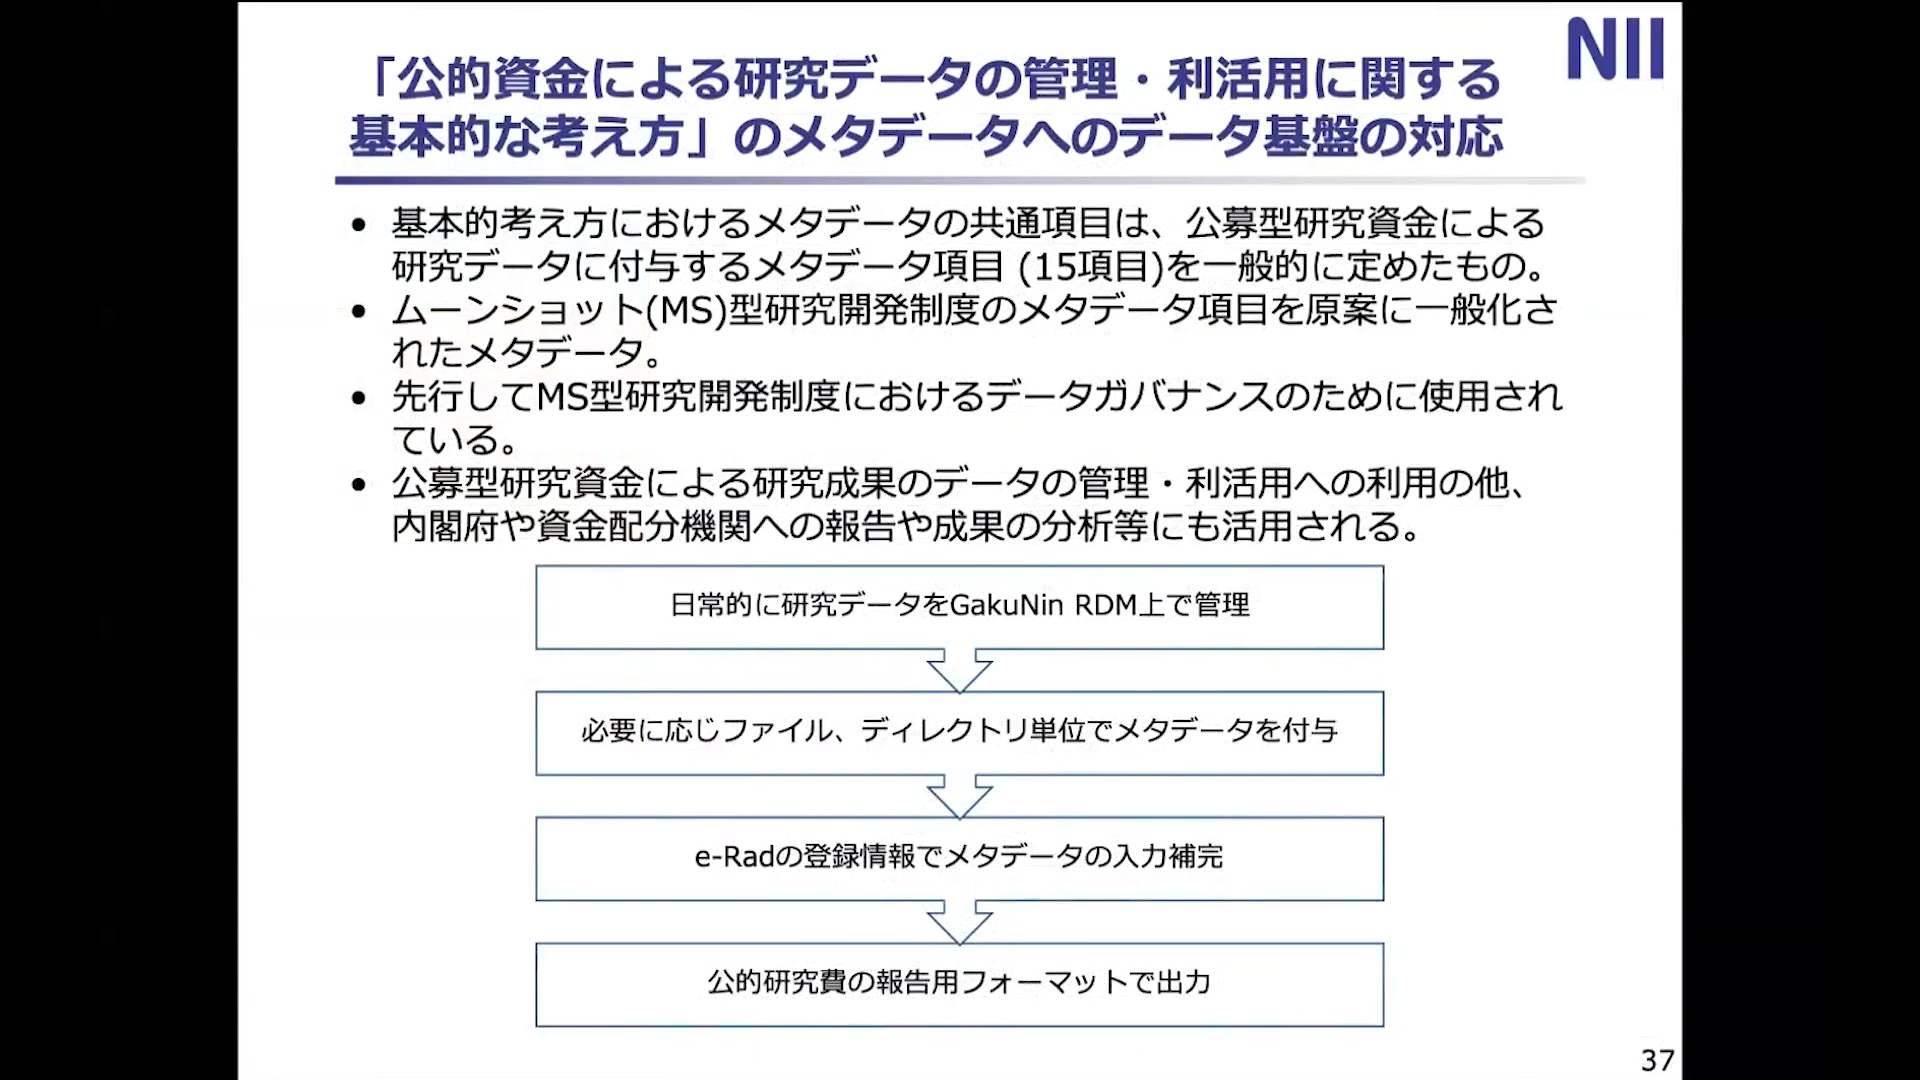 NII
「公的資金による研究データの管理・利活用に関する
基本的な考え方」のメタデータへのデータ基盤の対応
• 基本的考え方におけるメタデータの共通項目は、公募型研究資金による
研究データに付与するメタデータ項目 (15項目)を一般的に定めたもの。
• ムーンショット(MS)型研究開発制度のメタデータ項目を原案に一般化さ
れたメタデータ。
• 先行してMS型研究開発制度におけるデータガバナンスのために使用され
ている。
• 公募型研究資金による研究成果のデータの管理・利活用への利用の他、
内閣府や資金配分機関への報告や成果の分析等にも活用される。
日常的に研究データをGakuNin RDM上で管理
必要に応じファイル、ディレクトリ単位でメタデータを付与
e-Radの登録情報でメタデータの入力補完
公的研究費の報告用フォーマットで出力
37